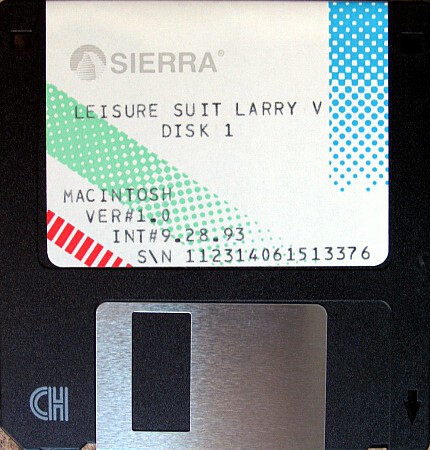 SIERRA®
LEISURE SUIT LARRY V
DISK 1
MACINTOSH
VER#1.0
INT#9.28.93
S\N 112314061513376
CH